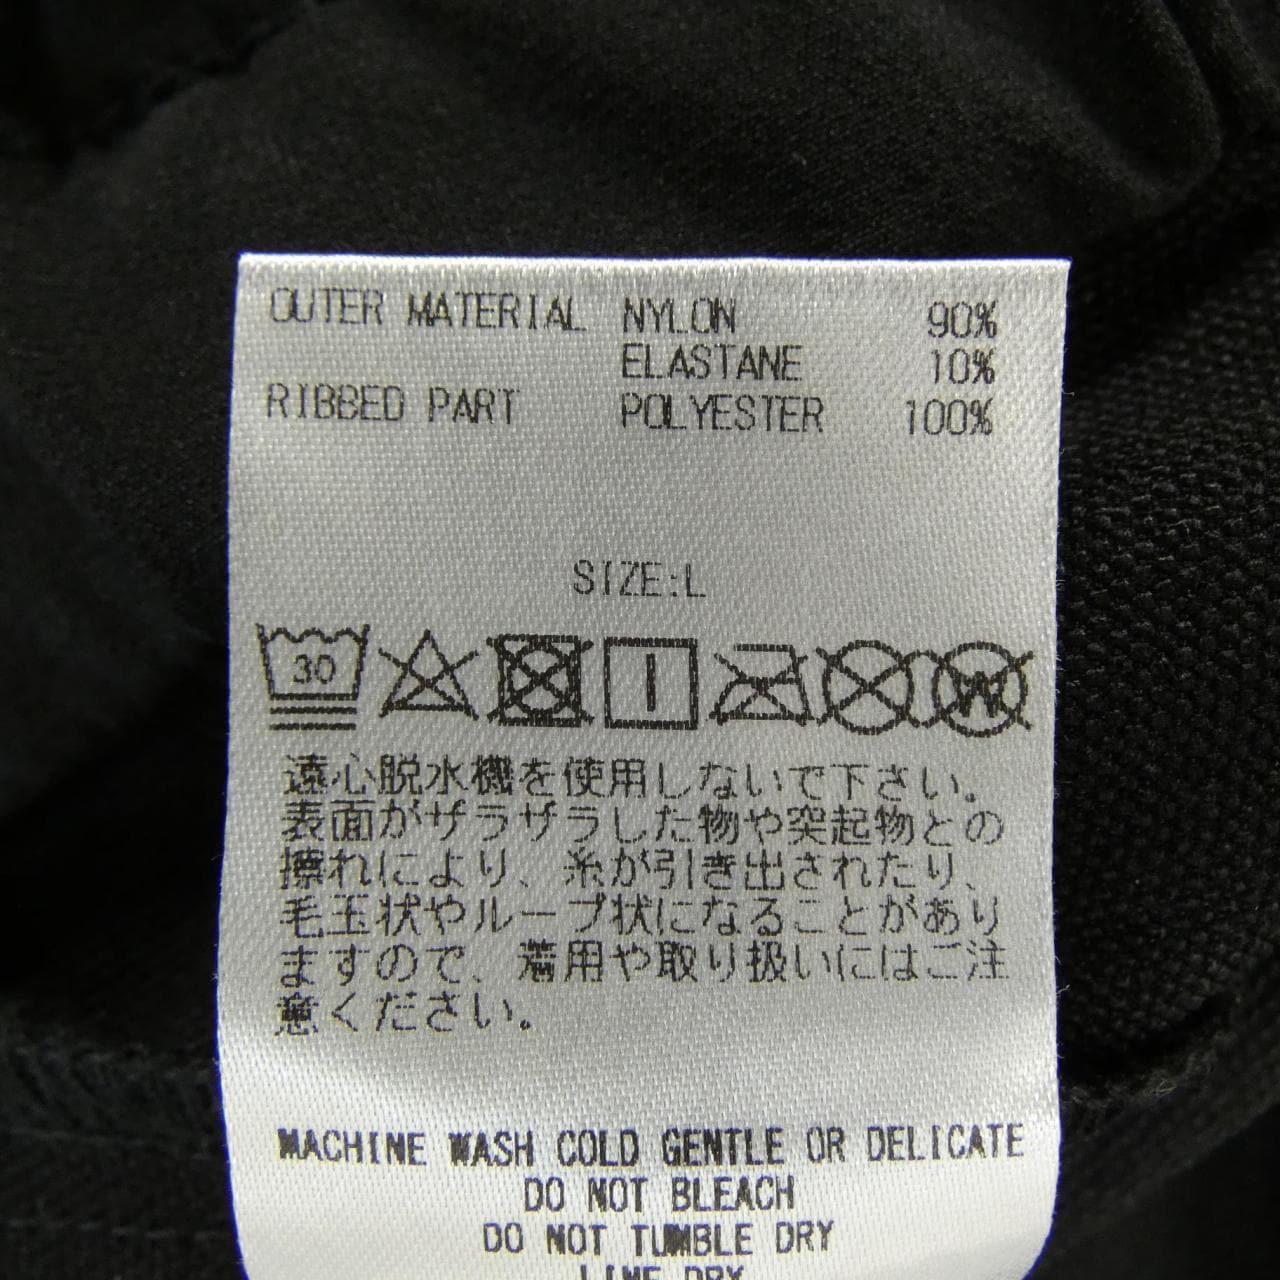 OUTER MATERIAL NYLON 90%
ELASTANE 10%
RIBBED PART POLYESTER 100%
SIZE:L
30
W
遠心脱水機を使用しないで下さい。
表面がザラザラした物や突起物との
擦れにより、糸が引き出されたり、
毛玉状やループ状になることがあり
ますので、着用や取り扱いにはご注
意ください。
MACHINE WASH COLD GENTLE OR DELICATE
DO NOT BLEACH
DO NOT TUMBLE DRY
LINE DRY